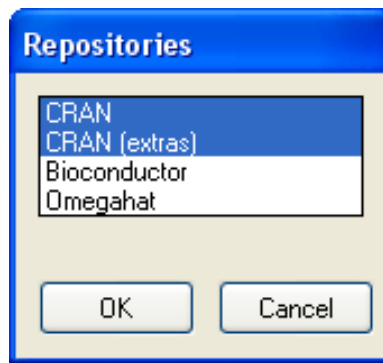 Repositories
CRAN
CRAN (extras)
Bioconductor
Omegahat
OK
Cancel